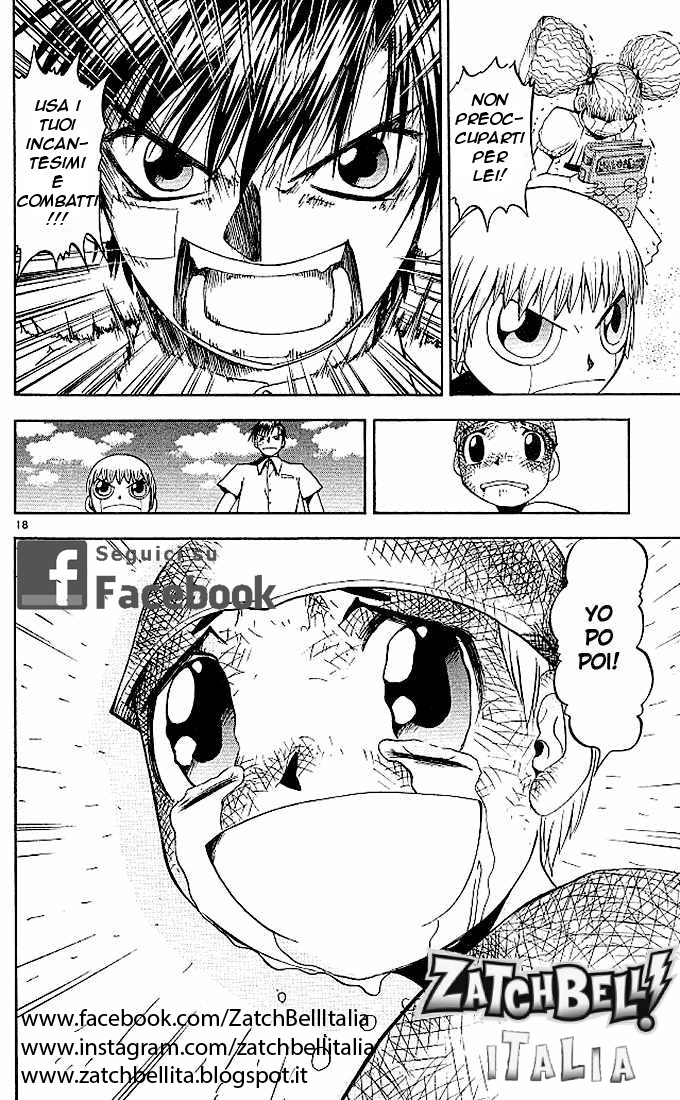 NON
PREOC-
CUPARTI
PER
LEI!
USA I
TUOI
INCAN-
TESIMI
E
COMBATTI
!!!
18
Seguici su
Facebook
YO
PO
POI!
ZATCHBELL!
ITALIA
www.facebook.com/ZatchBellItalia
www.instagram.com/zatchbellitalia
www.zatchbellita.blogspot.it